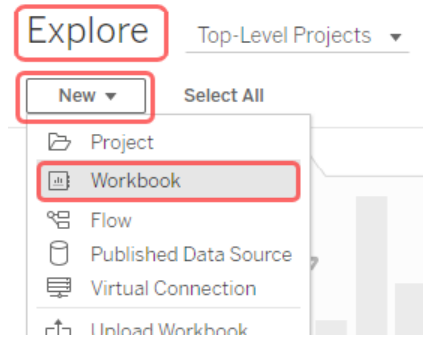 Explore Top-Level Projects
New Select All
Project
Workbook
Flow
Published Data Source
Virtual Connection
Upload Workbook